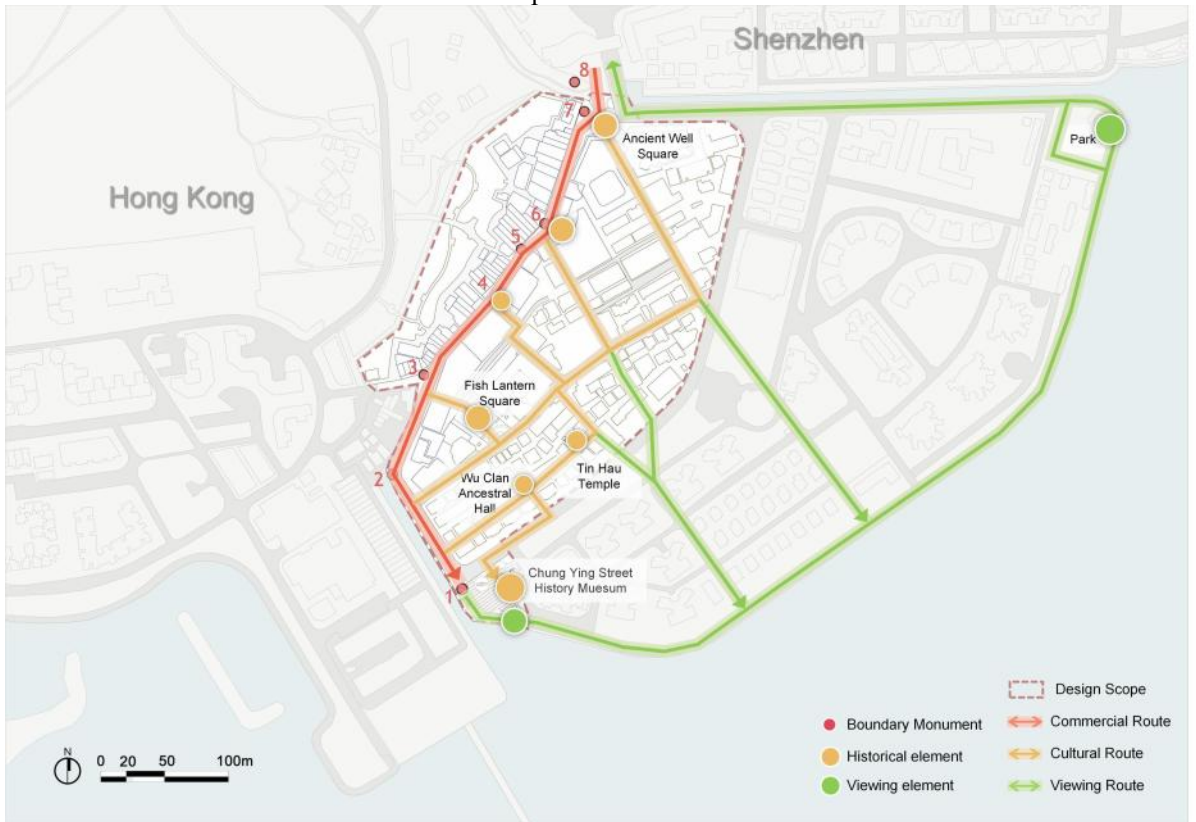 Shenzhen
8
7
Ancient Well
Square
Park
Hong Kong
6
5
4
3
Fish Lantern
Square
2
Wu Clan
Ancestral
Hall
Tin Hau
Temple
1
Chung Ying Street
History Muesum
Design Scope
Boundary Monument
Commercial Route
Historical element
Cultural Route
Viewing element
Viewing Route
N
0 20 50 100m